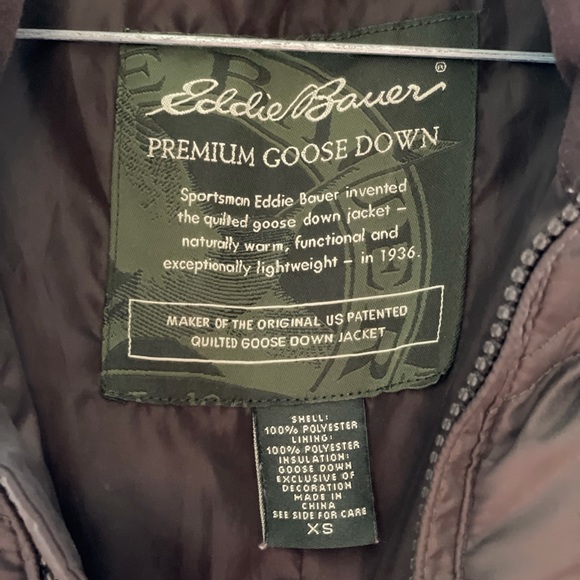 Eddie Bauer®
PREMIUM GOOSE DOWN
Sportsman Eddie Bauer invented
the quilted goose down jacket –
naturally warm, functional and
exceptionally lightweight – in 1936.
MAKER OF THE ORIGINAL US PATENTED
QUILTED GOOSE DOWN JACKET
SHELL:
100% POLYESTER
LINING:
100% POLYESTER
INSULATION:
GOOSE DOWN
EXCLUSIVE OF
DECORATION
MADE IN
CHINA
SEE SIDE FOR CARE
XS